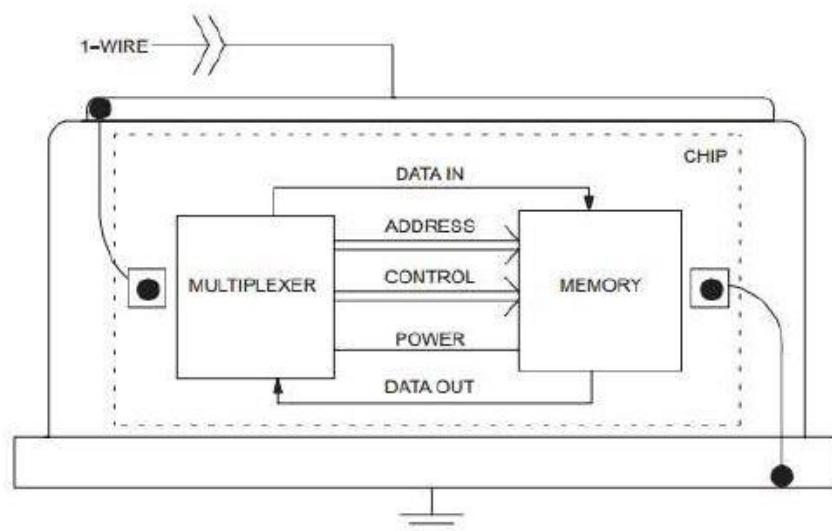 1-WIRE
CHIP
DATA IN
ADDRESS
MULTIPLEXER
CONTROL
MEMORY
POWER
DATA OUT